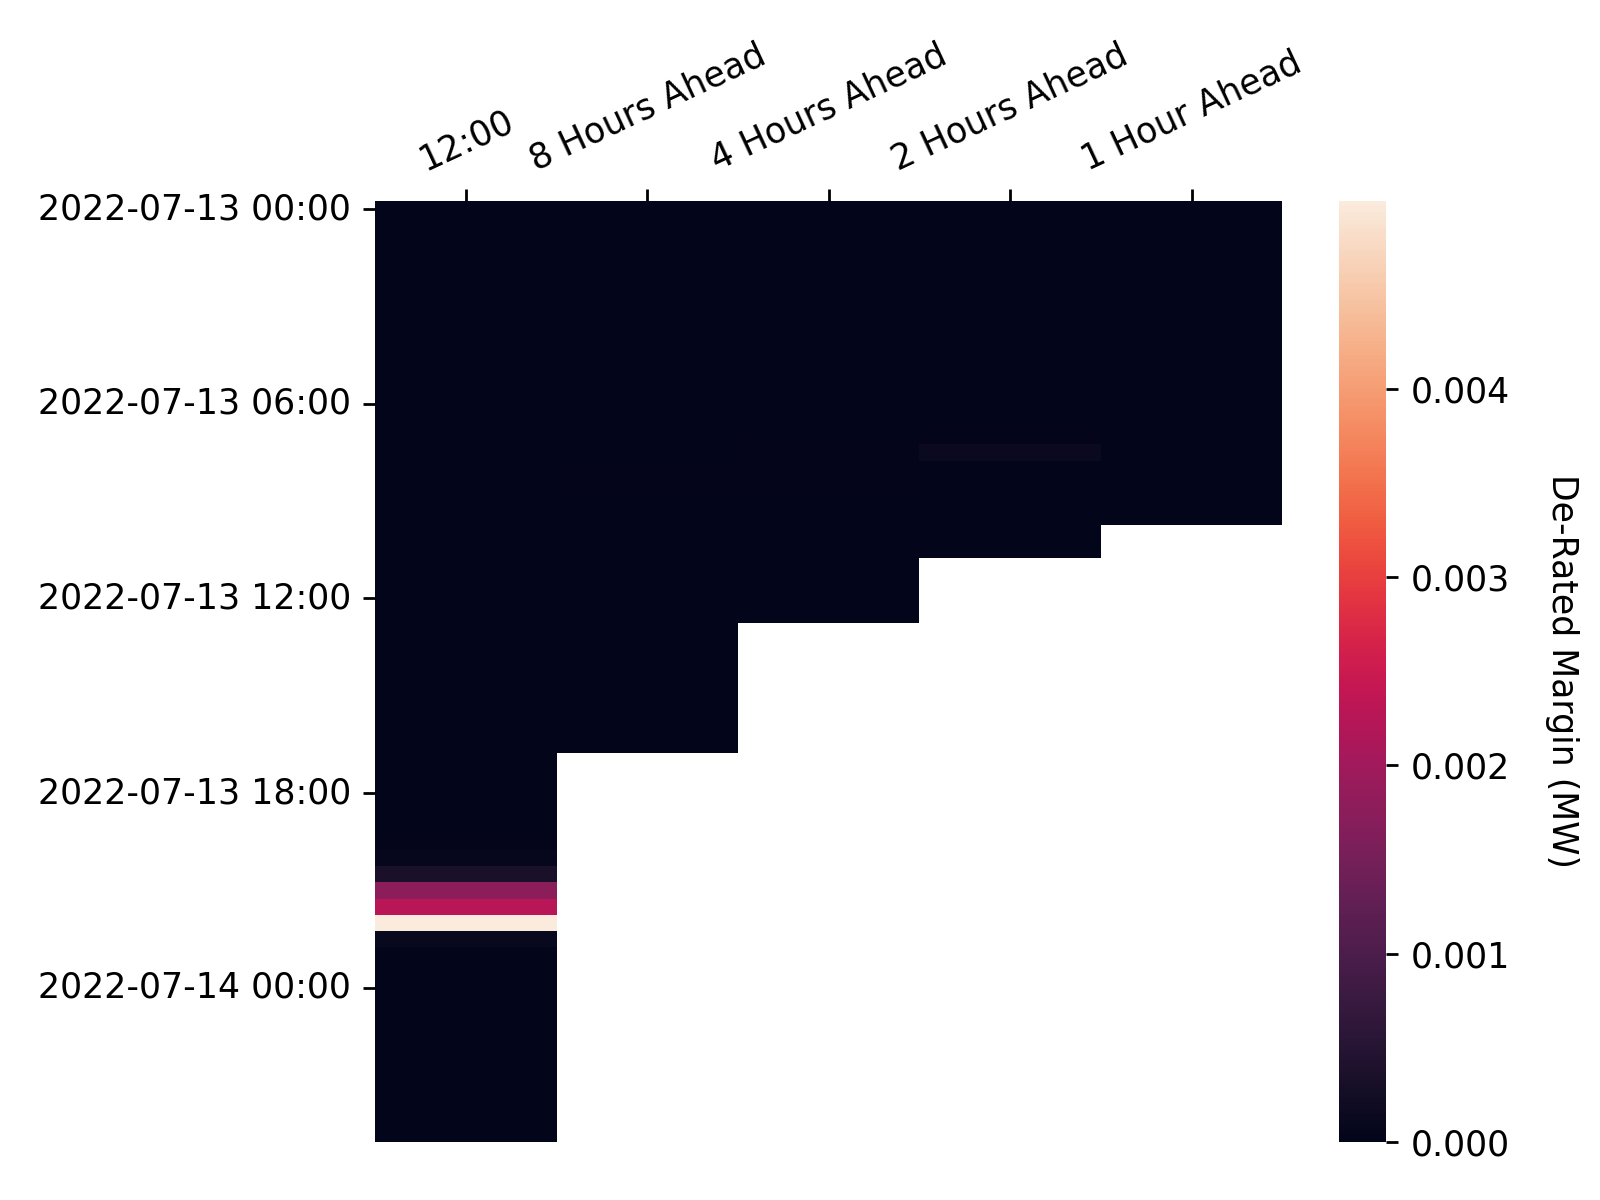 12:00
8 Hours Ahead
4 Hours Ahead
2 Hours Ahead
1 Hour Ahead
2022-07-13 00:00
2022-07-13 06:00
2022-07-13 12:00
2022-07-13 18:00
2022-07-14 00:00
0.004
0.003
0.002
0.001
0.000
De-Rated Margin (MW)